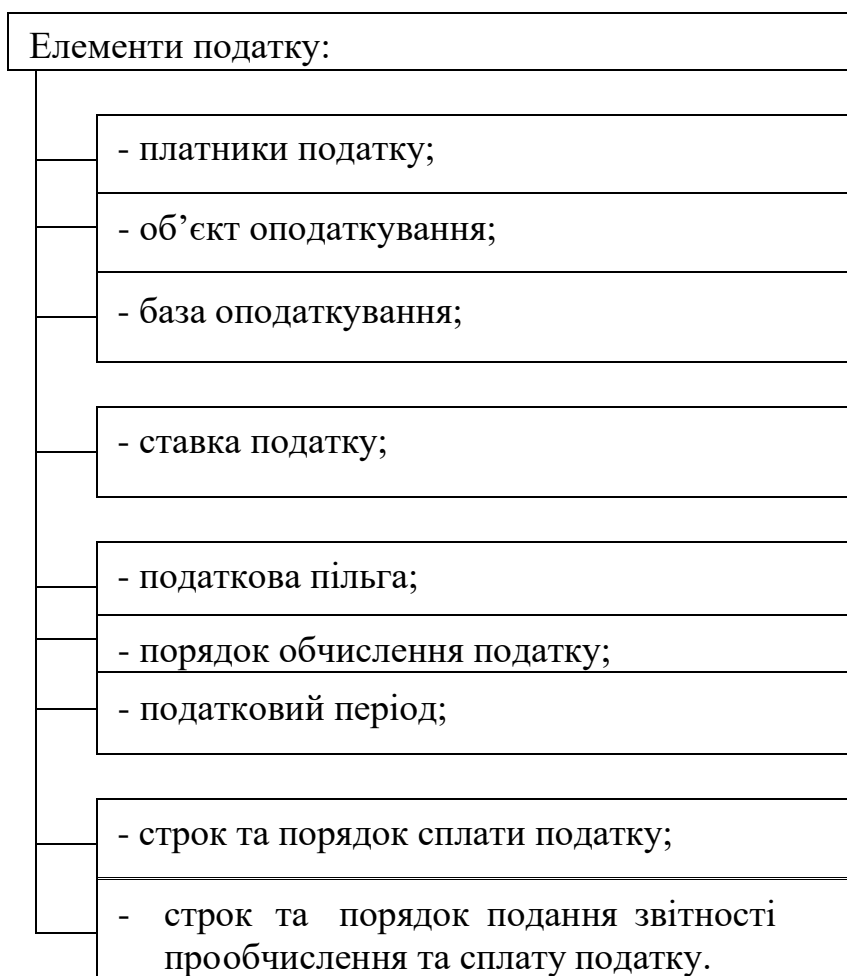 Елементи податку:
- платники податку;
- об’єкт оподаткування;
- база оподаткування;
- ставка податку;
- податкова пільга;
- порядок обчислення податку;
- податковий період;
- строк та порядок сплати податку;
- строк та порядок подання звітності
прообчислення та сплату податку.